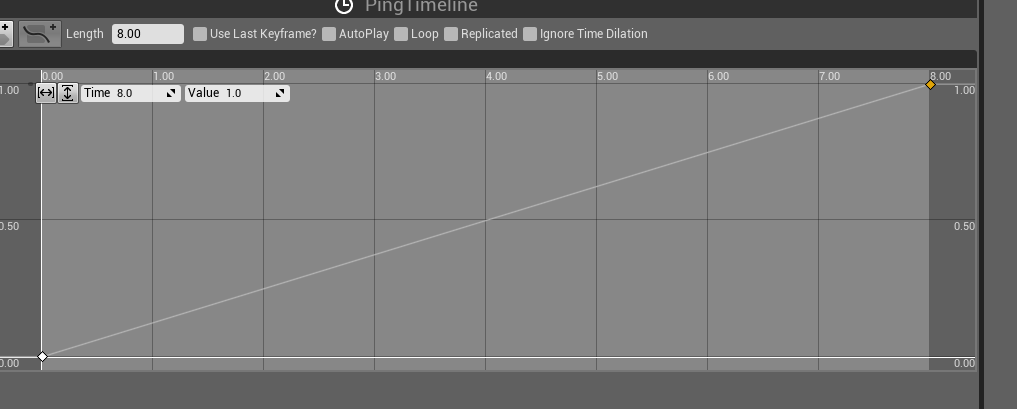 PingTimeline
Length 8.00 Use Last Keyframe? AutoPlay Loop Replicated Ignore Time Dilation
0.00 1.00 2.00 3.00 4.00 5.00 6.00 7.00 8.00
1.00 Time 8.0 Value 1.0 1.00
0.50 0.50
0.00 0.00